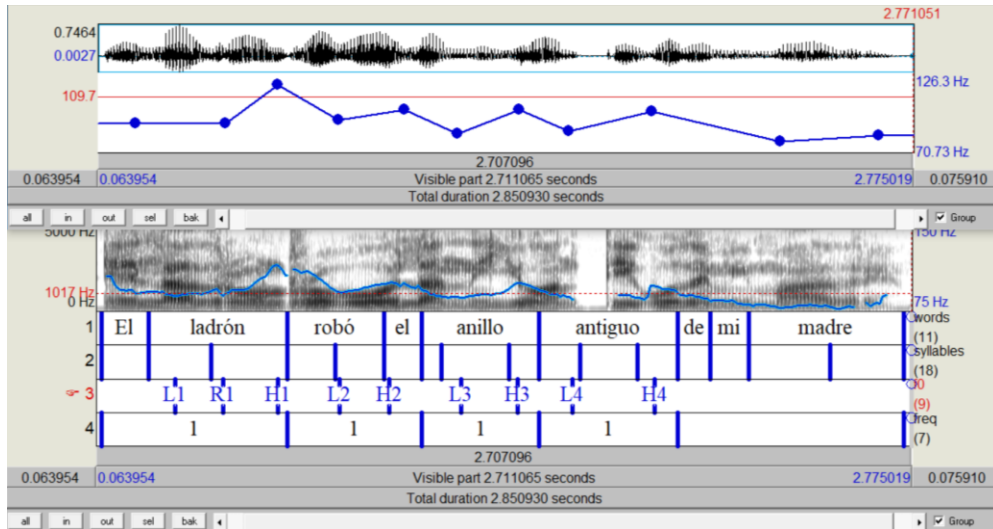 2.771051
0.7464
0.0027
109.7
126.3 Hz
70.73 Hz
2.707096
0.063954 0.063954 Visible part 2.711065 seconds 2.775019 0.075910
Total duration 2.850930 seconds
all in out sel bak Group
5000 Hz 150 Hz
1017 Hz
0 Hz 75 Hz
1 El ladrón robó el anillo antiguo de mi madre words (11)
2 syllables (18)
3 L1 R1 H1 L2 H2 L3 H3 L4 H4 (9)
4 1 1 1 1 freq (7)
2.707096
0.063954 0.063954 Visible part 2.711065 seconds 2.775019 0.075910
Total duration 2.850930 seconds
all in out sel bak Group